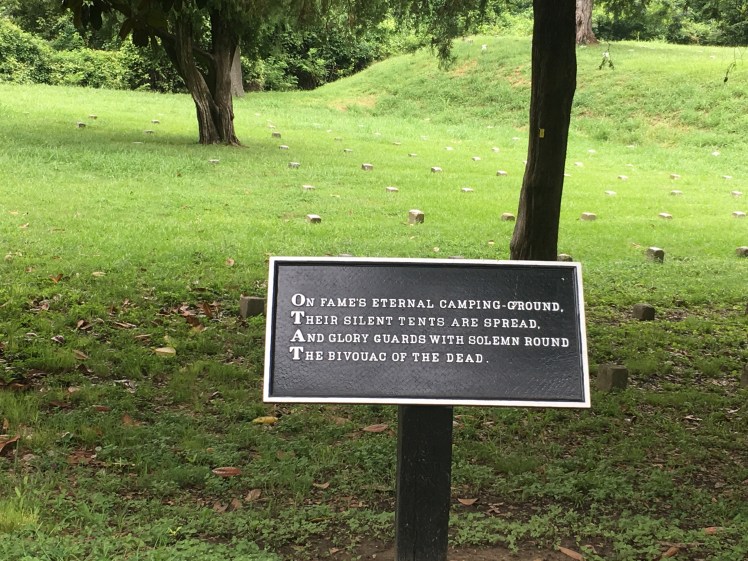 On fame's eternal camping-ground,
Their silent tents are spread,
And glory guards with solemn round
The bivouac of the dead.